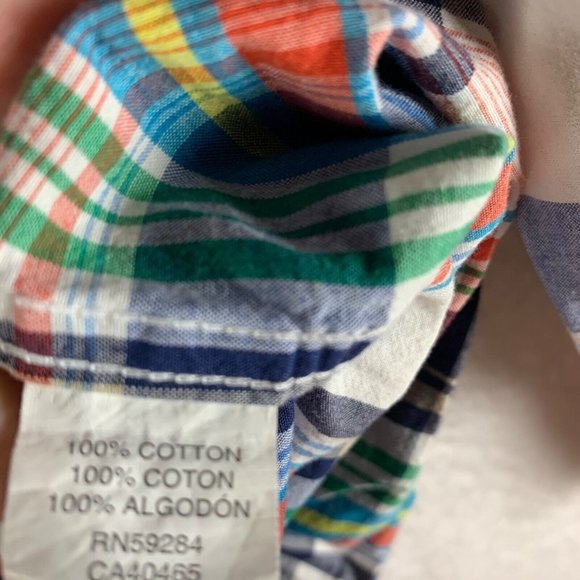 100% COTTON
100% COTON
100% ALGODÓN
RN59284
CA40465